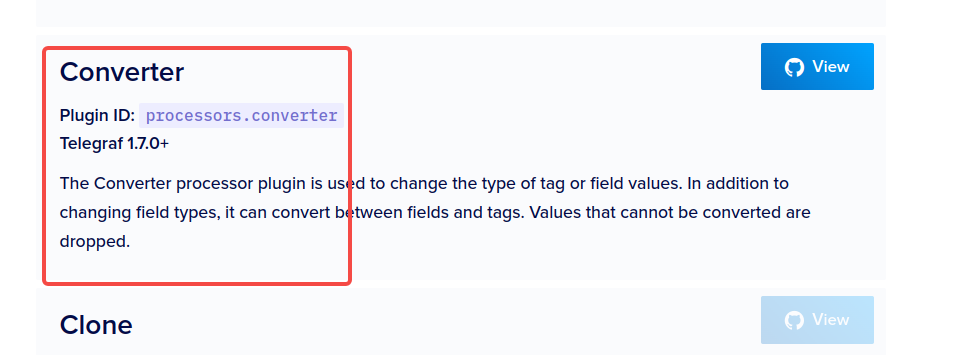 Converter
View
Plugin ID: processors.converter
Telegraf 1.7.0+
The Converter processor plugin is used to change the type of tag or field values. In addition to
changing field types, it can convert between fields and tags. Values that cannot be converted are
dropped.
Clone
View